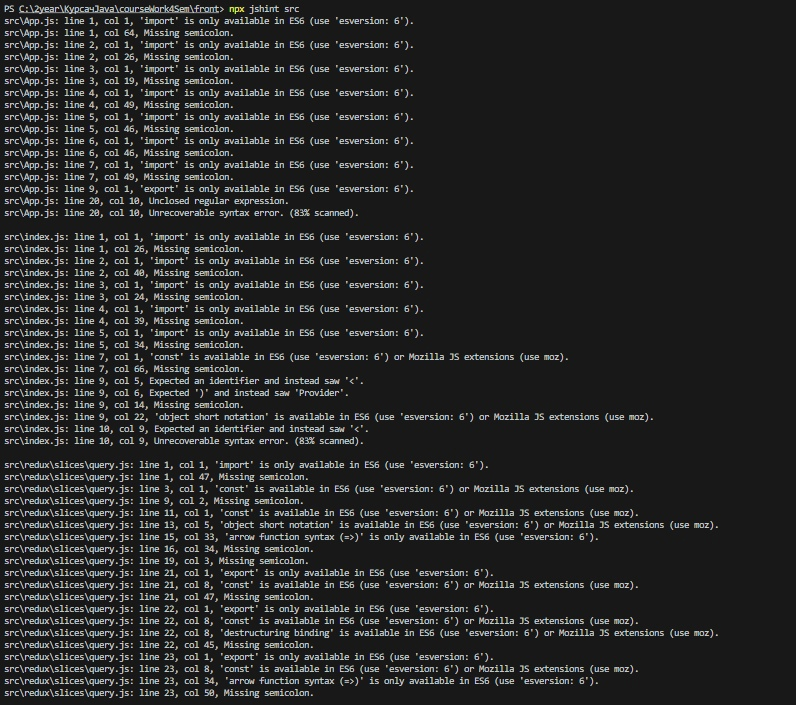 PS C:\2year\КурсачJava\courseWork4Sem\front> npx jshint src
src\App.js: line 1, col 1, 'import' is only available in ES6 (use 'esversion: 6').
src\App.js: line 1, col 64, Missing semicolon.
src\App.js: line 2, col 1, 'import' is only available in ES6 (use 'esversion: 6').
src\App.js: line 2, col 26, Missing semicolon.
src\App.js: line 3, col 1, 'import' is only available in ES6 (use 'esversion: 6').
src\App.js: line 3, col 19, Missing semicolon.
src\App.js: line 4, col 1, 'import' is only available in ES6 (use 'esversion: 6').
src\App.js: line 4, col 49, Missing semicolon.
src\App.js: line 5, col 1, 'import' is only available in ES6 (use 'esversion: 6').
src\App.js: line 5, col 46, Missing semicolon.
src\App.js: line 6, col 1, 'import' is only available in ES6 (use 'esversion: 6').
src\App.js: line 6, col 46, Missing semicolon.
src\App.js: line 7, col 1, 'import' is only available in ES6 (use 'esversion: 6').
src\App.js: line 7, col 49, Missing semicolon.
src\App.js: line 9, col 1, 'export' is only available in ES6 (use 'esversion: 6').
src\App.js: line 20, col 10, Unclosed regular expression.
src\App.js: line 20, col 10, Unrecoverable syntax error. (83% scanned).

src\index.js: line 1, col 1, 'import' is only available in ES6 (use 'esversion: 6').
src\index.js: line 1, col 26, Missing semicolon.
src\index.js: line 2, col 1, 'import' is only available in ES6 (use 'esversion: 6').
src\index.js: line 2, col 40, Missing semicolon.
src\index.js: line 3, col 1, 'import' is only available in ES6 (use 'esversion: 6').
src\index.js: line 3, col 24, Missing semicolon.
src\index.js: line 4, col 1, 'import' is only available in ES6 (use 'esversion: 6').
src\index.js: line 4, col 39, Missing semicolon.
src\index.js: line 5, col 1, 'import' is only available in ES6 (use 'esversion: 6').
src\index.js: line 5, col 34, Missing semicolon.
src\index.js: line 7, col 1, 'const' is available in ES6 (use 'esversion: 6') or Mozilla JS extensions (use moz).
src\index.js: line 7, col 66, Missing semicolon.
src\index.js: line 9, col 5, Expected an identifier and instead saw '<'.
src\index.js: line 9, col 6, Expected ')' and instead saw 'Provider'.
src\index.js: line 9, col 14, Missing semicolon.
src\index.js: line 9, col 22, 'object short notation' is available in ES6 (use 'esversion: 6') or Mozilla JS extensions (use moz).
src\index.js: line 10, col 9, Expected an identifier and instead saw '<'.
src\index.js: line 10, col 9, Unrecoverable syntax error. (83% scanned).

src\redux\slices\query.js: line 1, col 1, 'import' is only available in ES6 (use 'esversion: 6').
src\redux\slices\query.js: line 1, col 47, Missing semicolon.
src\redux\slices\query.js: line 3, col 1, 'const' is available in ES6 (use 'esversion: 6') or Mozilla JS extensions (use moz).
src\redux\slices\query.js: line 9, col 2, Missing semicolon.
src\redux\slices\query.js: line 11, col 1, 'const' is available in ES6 (use 'esversion: 6') or Mozilla JS extensions (use moz).
src\redux\slices\query.js: line 13, col 5, 'object short notation' is available in ES6 (use 'esversion: 6') or Mozilla JS extensions (use moz).
src\redux\slices\query.js: line 15, col 33, 'arrow function syntax (=>)' is only available in ES6 (use 'esversion: 6').
src\redux\slices\query.js: line 16, col 34, Missing semicolon.
src\redux\slices\query.js: line 19, col 3, Missing semicolon.
src\redux\slices\query.js: line 21, col 1, 'export' is only available in ES6 (use 'esversion: 6').
src\redux\slices\query.js: line 21, col 8, 'const' is available in ES6 (use 'esversion: 6') or Mozilla JS extensions (use moz).
src\redux\slices\query.js: line 21, col 47, Missing semicolon.
src\redux\slices\query.js: line 22, col 1, 'export' is only available in ES6 (use 'esversion: 6').
src\redux\slices\query.js: line 22, col 8, 'const' is available in ES6 (use 'esversion: 6') or Mozilla JS extensions (use moz).
src\redux\slices\query.js: line 22, col 8, 'destructuring binding' is available in ES6 (use 'esversion: 6') or Mozilla JS extensions (use moz).
src\redux\slices\query.js: line 22, col 45, Missing semicolon.
src\redux\slices\query.js: line 23, col 1, 'export' is only available in ES6 (use 'esversion: 6').
src\redux\slices\query.js: line 23, col 8, 'const' is available in ES6 (use 'esversion: 6') or Mozilla JS extensions (use moz).
src\redux\slices\query.js: line 23, col 34, 'arrow function syntax (=>)' is only available in ES6 (use 'esversion: 6').
src\redux\slices\query.js: line 23, col 50, Missing semicolon.